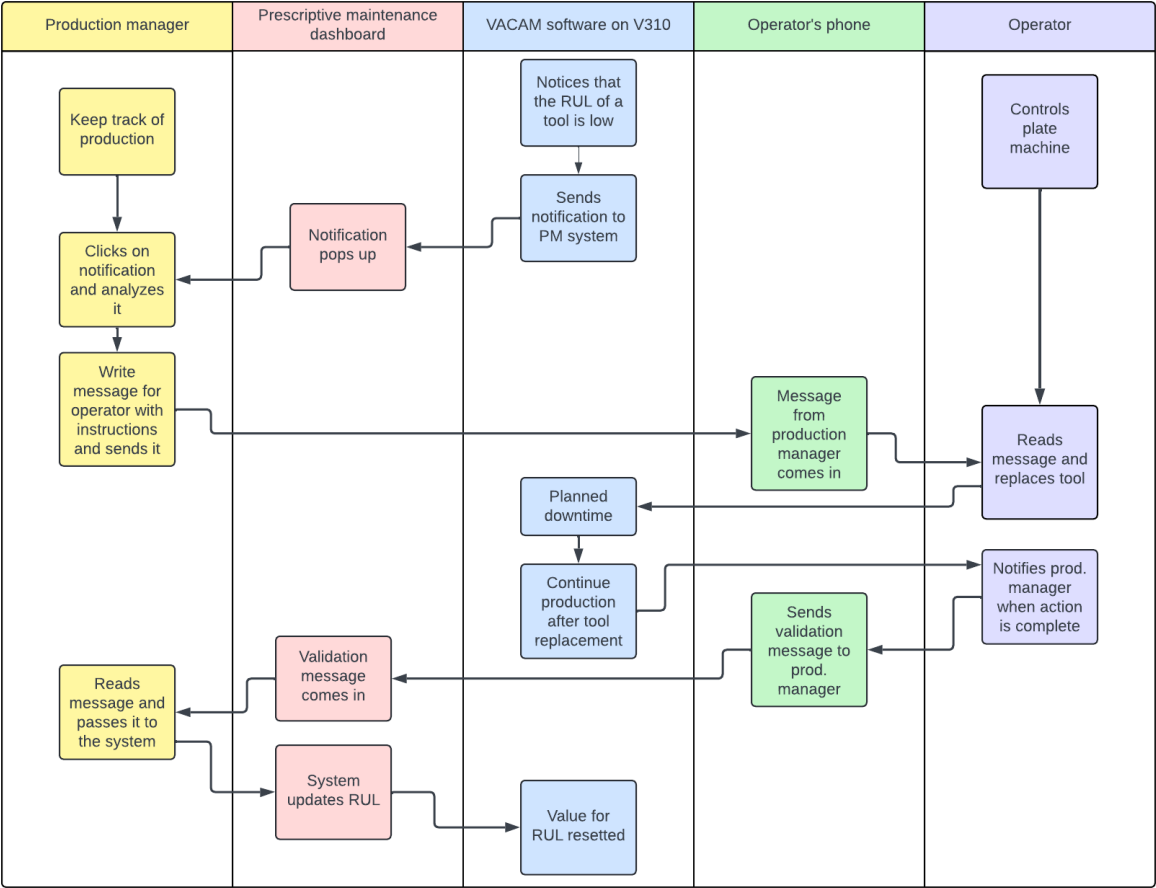 Production manager
Prescriptive maintenance
dashboard
VACAM software on V310
Operator's phone
Operator
Notices that
the RUL of a
tool is low
Keep track of
production
Controls
plate
machine
Sends
notification to
PM system
Notification
pops up
Clicks on
notification
and analyzes
it
Write
message for
operator with
instructions
and sends it
Message
from
production
manager
comes in
Reads
message and
replaces tool
Planned
downtime
Continue
production
after tool
replacement
Notifies prod.
manager
when action
is complete
Sends
validation
message to
prod.
manager
Validation
message
comes in
Reads
message and
passes it to
the system
System
updates RUL
Value for
RUL resetted